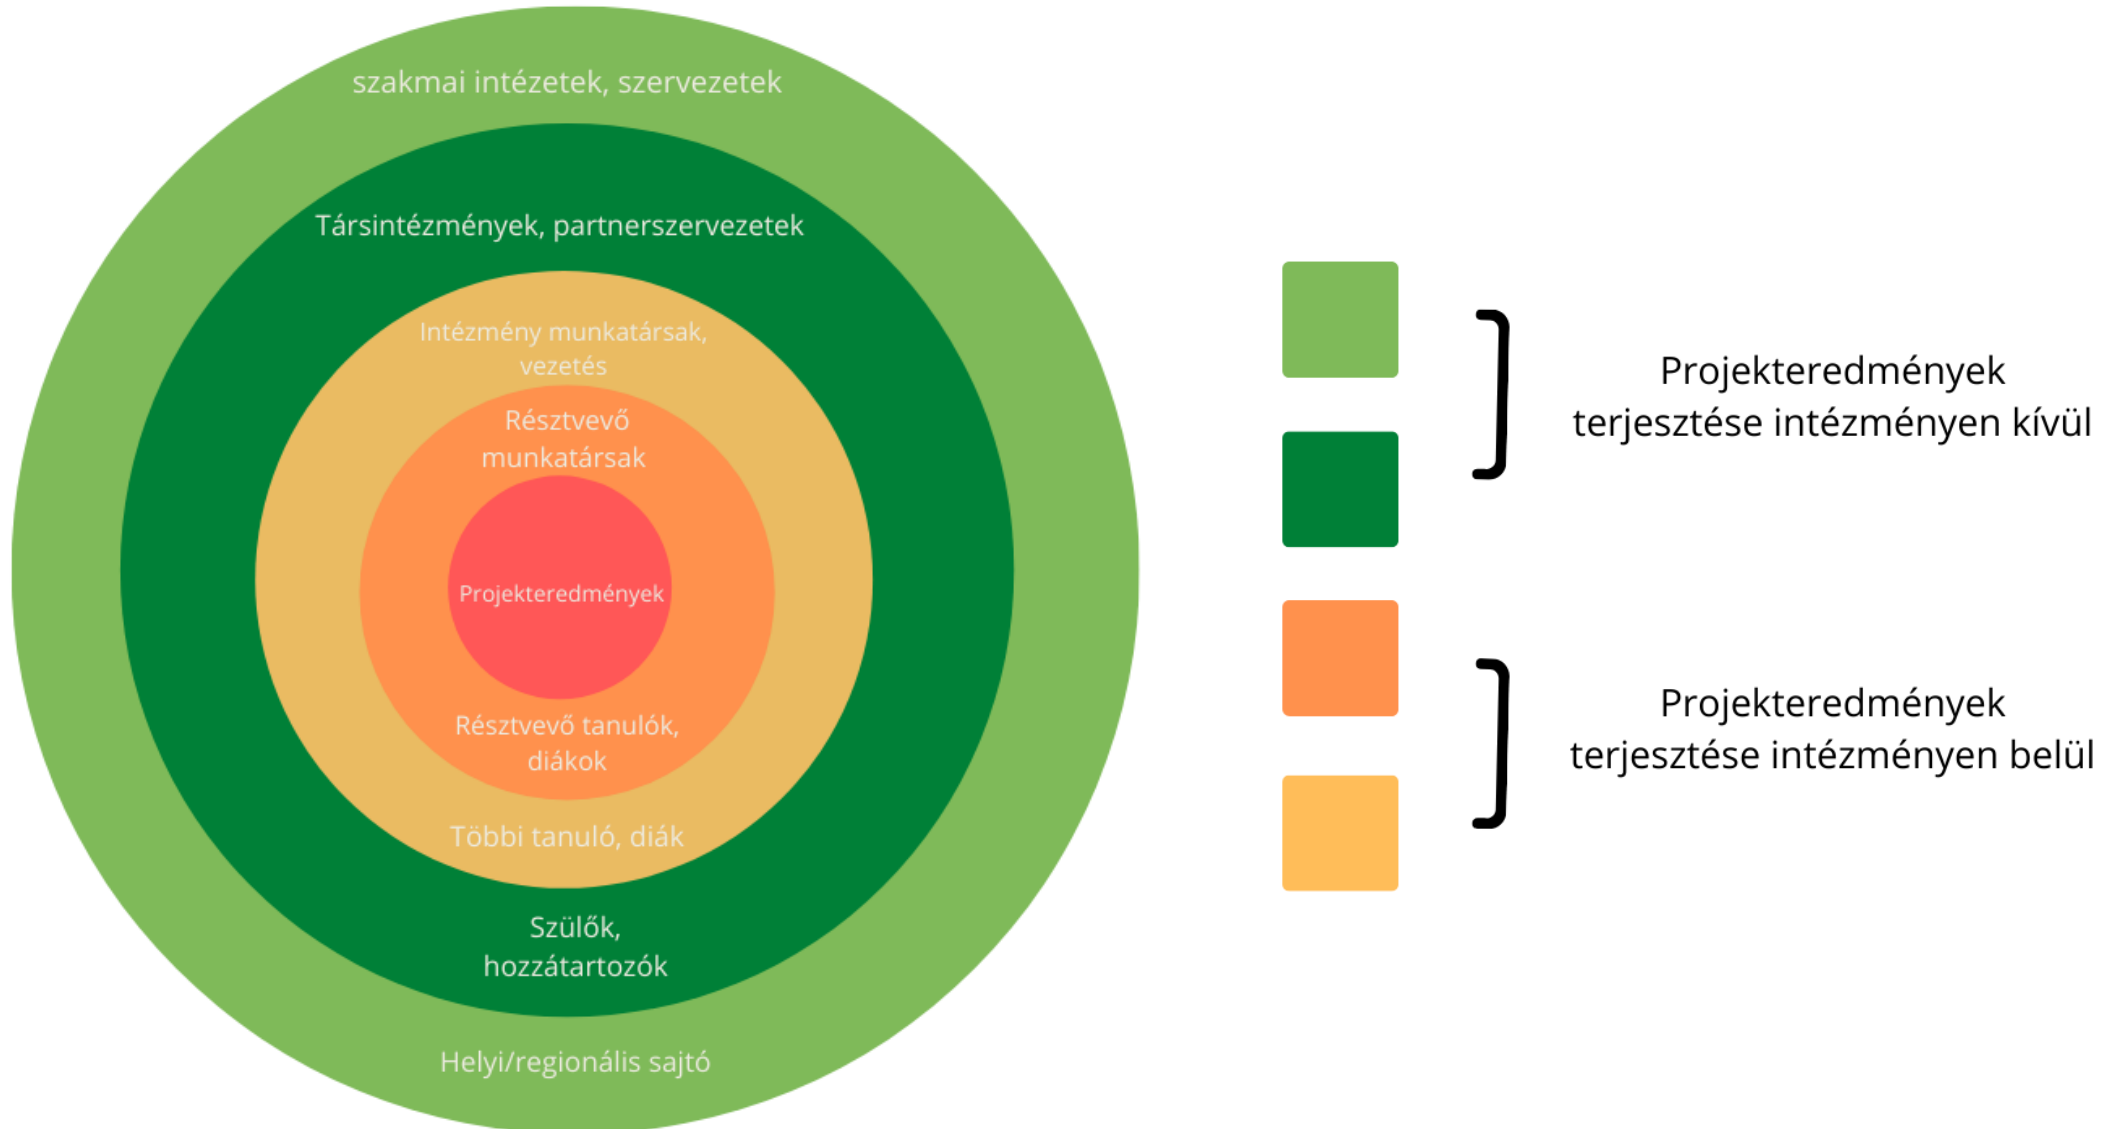 szakmai intézetek, szervezetek
Társintézmények, partnerszervezetek
Intézmény munkatársak,
vezetés
Résztvevő
munkatársak
Projekteredmények
Résztvevő tanulók,
diákok
Többi tanuló, diák
Szülők,
hozzátartozók
Helyi/regionális sajtó
Projekteredmények
terjesztése intézményen kívül
Projekteredmények
terjesztése intézményen belül